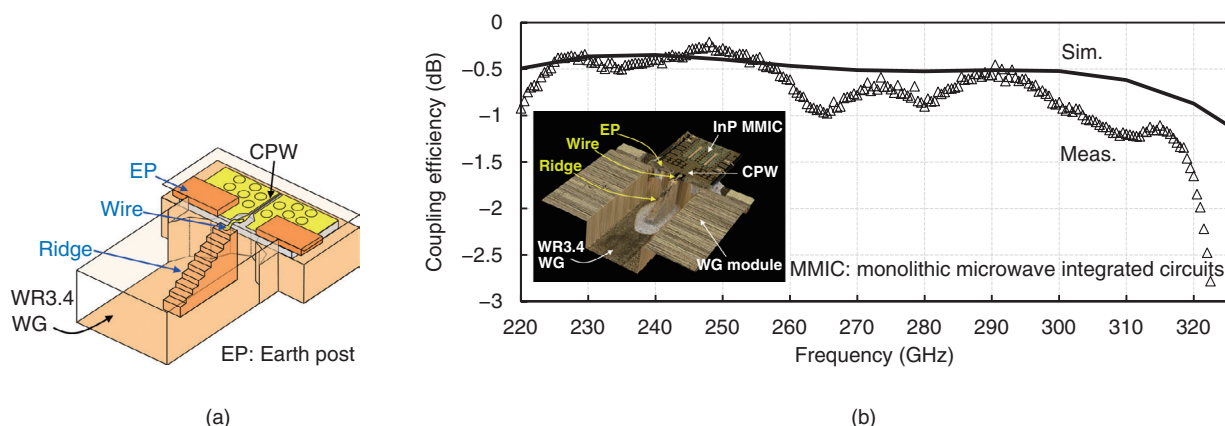 (a)
CPW
EP
Wire
Ridge
WR3.4
WG
EP: Earth post
(b)
Coupling efficiency (dB)
0
−0.5
−1
−1.5
−2
−2.5
−3
Sim.
Meas.
EP
Wire
Ridge
InP MMIC
CPW
WR3.4
WG
WG module
MMIC: monolithic microwave integrated circuits
220 230 240 250 260 270 280 290 300 310 320
Frequency (GHz)
(a)
(b)